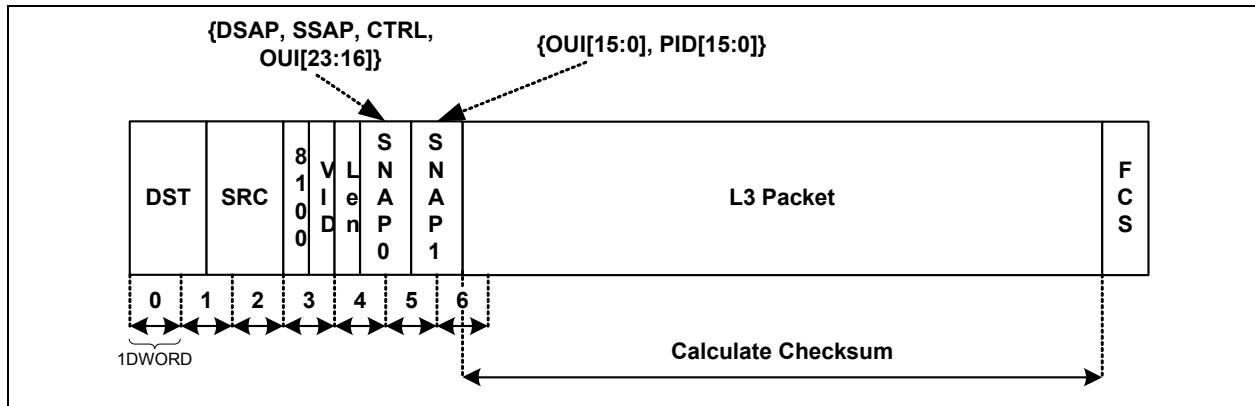 {DSAP, SSAP, CTRL,
OUI[23:16]}
{OUI[15:0], PID[15:0]}
DST
SRC
8
1
0
0
V
I
D
L
e
n
S
N
A
P
0
S
N
A
P
1
L3 Packet
F
C
S
0 1 2 3 4 5 6
1DWORD
Calculate Checksum